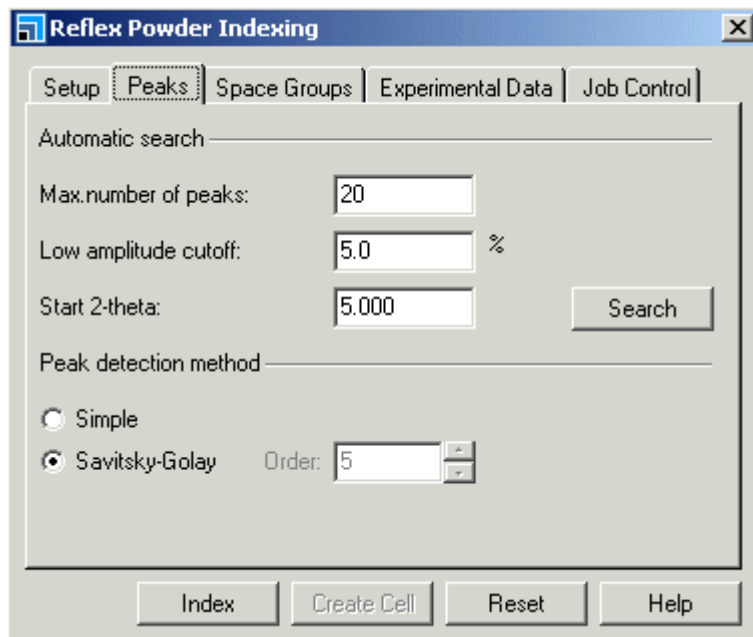 Reflex Powder Indexing
Setup Peaks Space Groups Experimental Data Job Control
Automatic search
Max.number of peaks: 20
Low amplitude cutoff: 5.0 %
Start 2-theta: 5.000 Search
Peak detection method
Simple
Savitsky-Golay Order: 5
Index Create Cell Reset Help